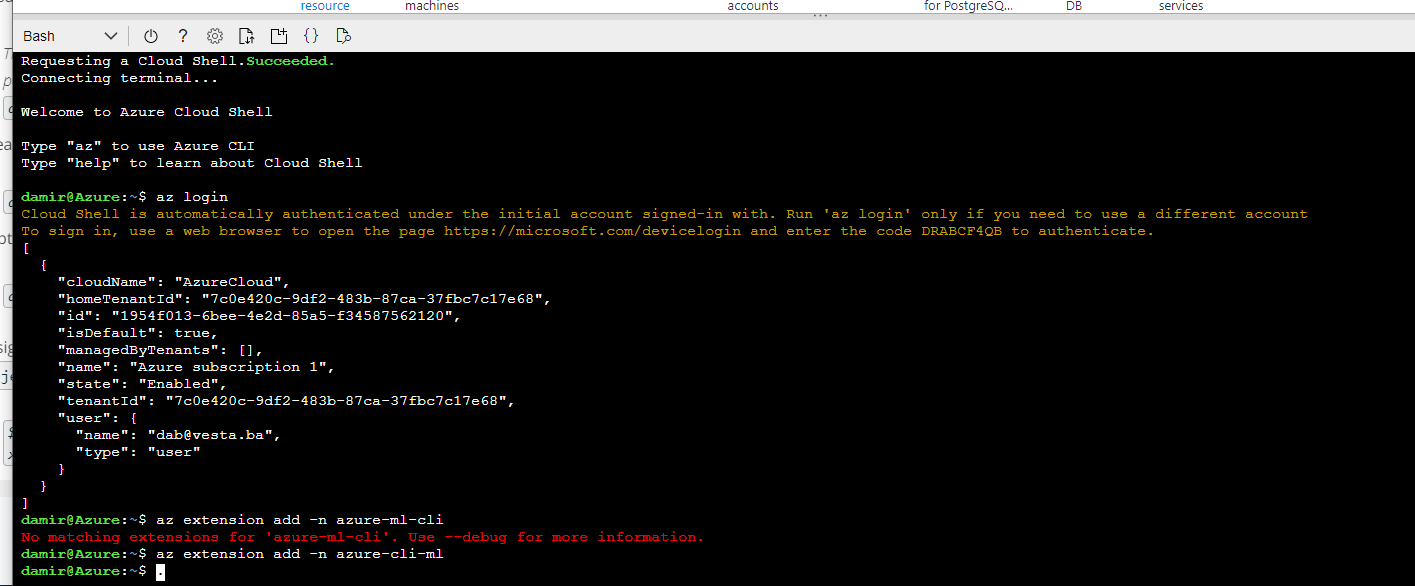 resource machines accounts for PostgreSQ... DB services
Bash
Requesting a Cloud Shell.Succeeded.
Connecting terminal...
Welcome to Azure Cloud Shell
Type "az" to use Azure CLI
Type "help" to learn about Cloud Shell
damir@Azure:~$ az login
Cloud Shell is automatically authenticated under the initial account signed-in with. Run 'az login' only if you need to use a different account
To sign in, use a web browser to open the page https://microsoft.com/devicelogin and enter the code DRABCF4QB to authenticate.
[
  {
    "cloudName": "AzureCloud",
    "homeTenantId": "7c0e420c-9df2-483b-87ca-37fbc7c17e68",
    "id": "1954f013-6bee-4e2d-85a5-f34587562120",
    "isDefault": true,
    "managedByTenants": [],
    "name": "Azure subscription 1",
    "state": "Enabled",
    "tenantId": "7c0e420c-9df2-483b-87ca-37fbc7c17e68",
    "user": {
      "name": "dab@vesta.ba",
      "type": "user"
    }
  }
]
damir@Azure:~$ az extension add -n azure-ml-cli
No matching extensions for 'azure-ml-cli'. Use --debug for more information.
damir@Azure:~$ az extension add -n azure-cli-ml
damir@Azure:~$ .